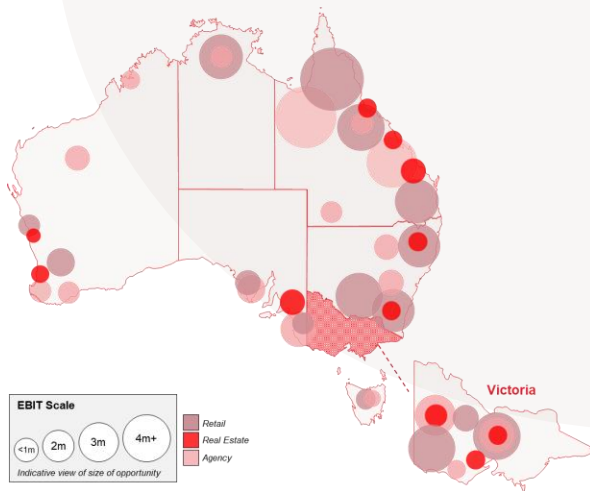 Victoria
EBIT Scale
<1m
2m
3m
4m+
Indicative view of size of opportunity
Retail
Real Estate
Agency